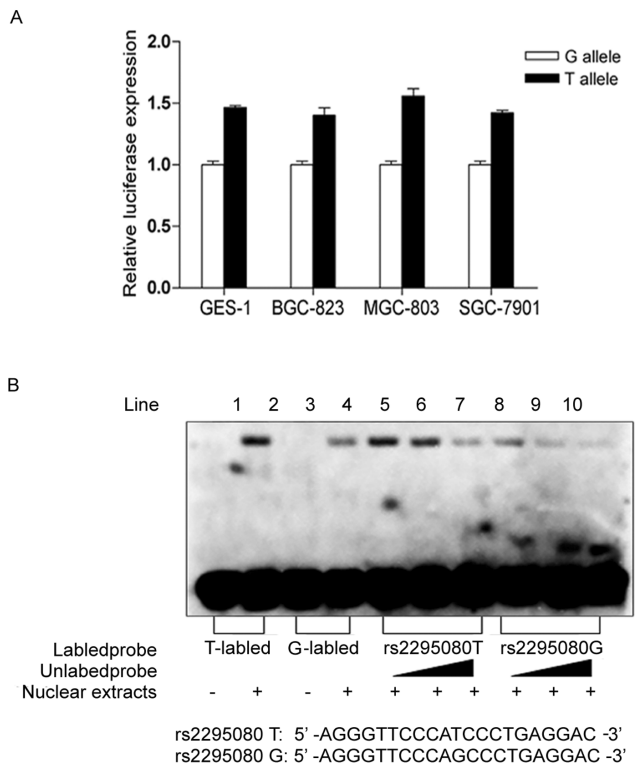 A
Relative luciferase expression
2.0
1.5
1.0
0.5
0.0
G allele
T allele
GES-1 BGC-823 MGC-803 SGC-7901
B
Line 1 2 3 4 5 6 7 8 9 10
Labledprobe T-labled G-labled rs2295080T rs2295080G
Unlabedprobe
Nuclear extracts - + - + + + + + + +
rs2295080 T: 5' -AGGGTTCCCATCCCTGAGGAC -3'
rs2295080 G: 5' -AGGGTTCCCAGCCCTGAGGAC -3'